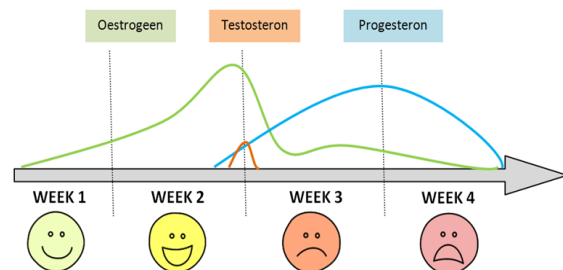 Oestrogeen
Testosteron
Progesteron
WEEK 1
WEEK 2
WEEK 3
WEEK 4